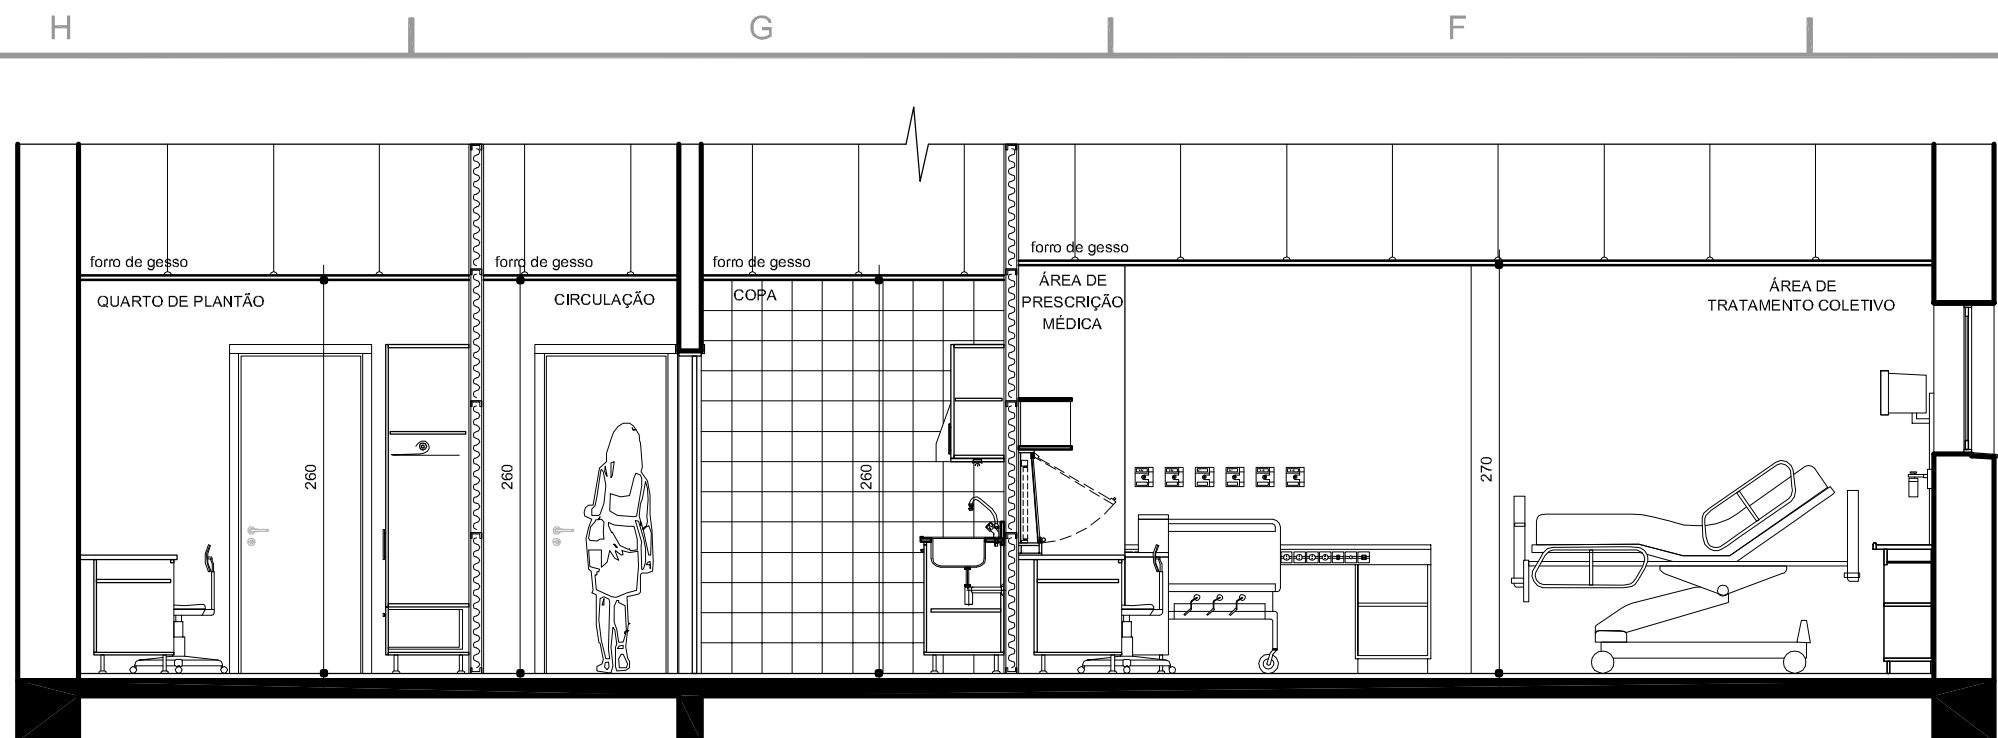 H
G
F
forro de gesso
forro de gesso
forro de gesso
forro de gesso
QUARTO DE PLANTÃO
CIRCULAÇÃO
COPA
ÁREA DE
PRESCRIÇÃO
MÉDICA
ÁREA DE
TRATAMENTO COLETIVO
260
260
260
270